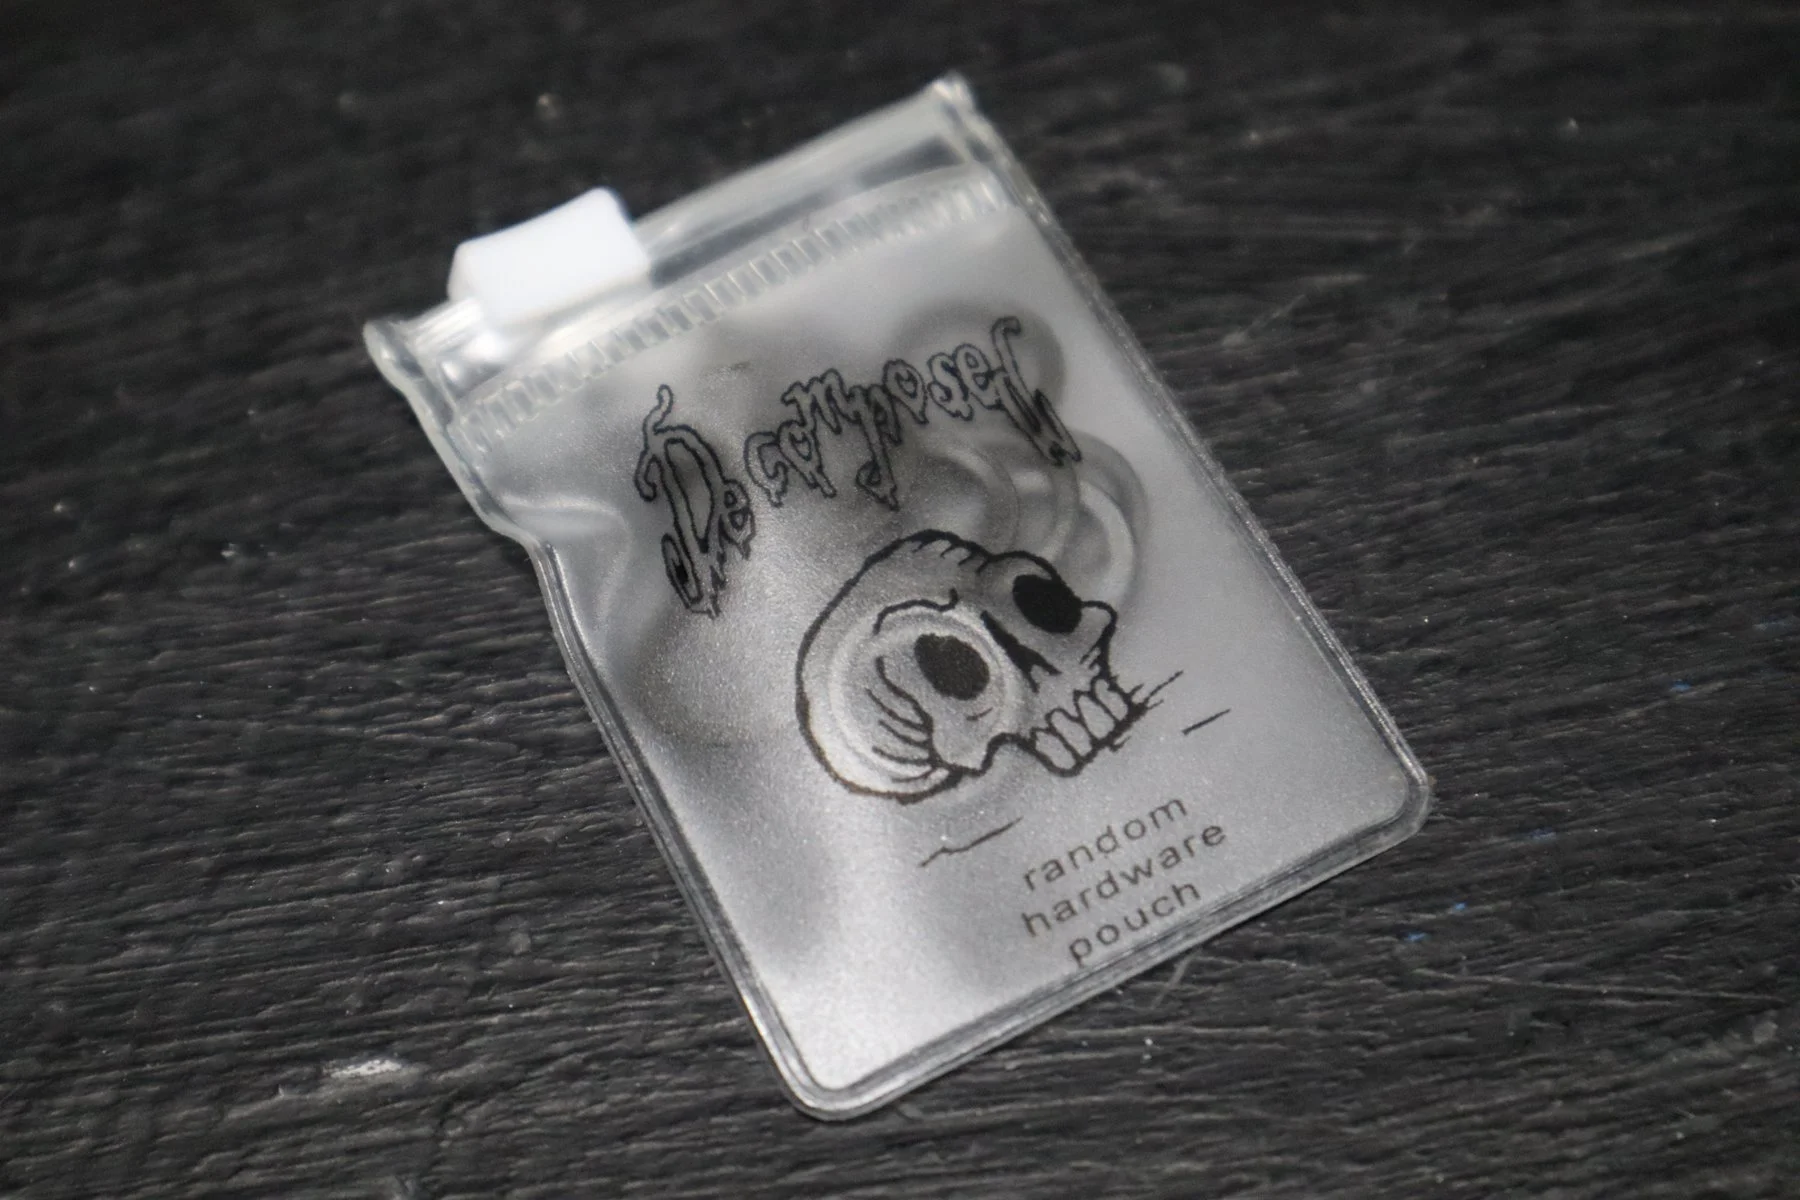 Decomposed
random
hardware
pouch